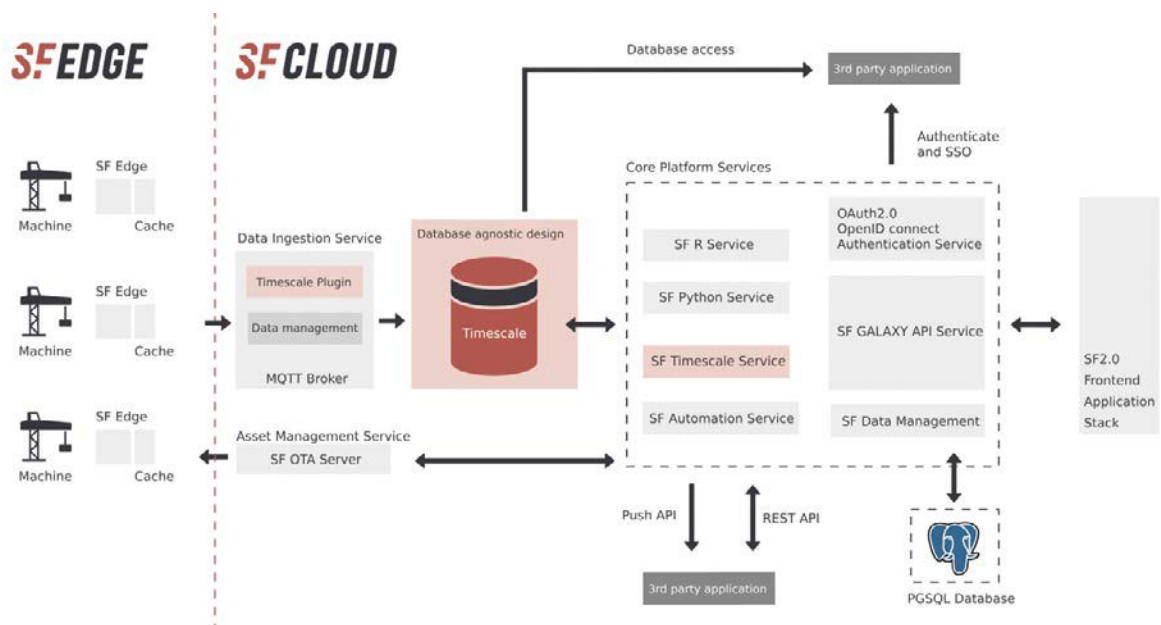 SF EDGE
SF CLOUD
Database access
3rd party application
Authenticate
and SSO
SF Edge
Machine
Cache
SF Edge
Machine
Cache
SF Edge
Machine
Cache
Data Ingestion Service
Timescale Plugin
Data management
MQTT Broker
Database agnostic design
Timescale
Asset Management Service
SF OTA Server
Core Platform Services
SF R Service
SF Python Service
SF Timescale Service
SF Automation Service
OAuth2.0
OpenID connect
Authentication Service
SF GALAXY API Service
SF Data Management
SF2.0
Frontend
Application
Stack
Push API
REST API
3rd party application
PGSQL Database